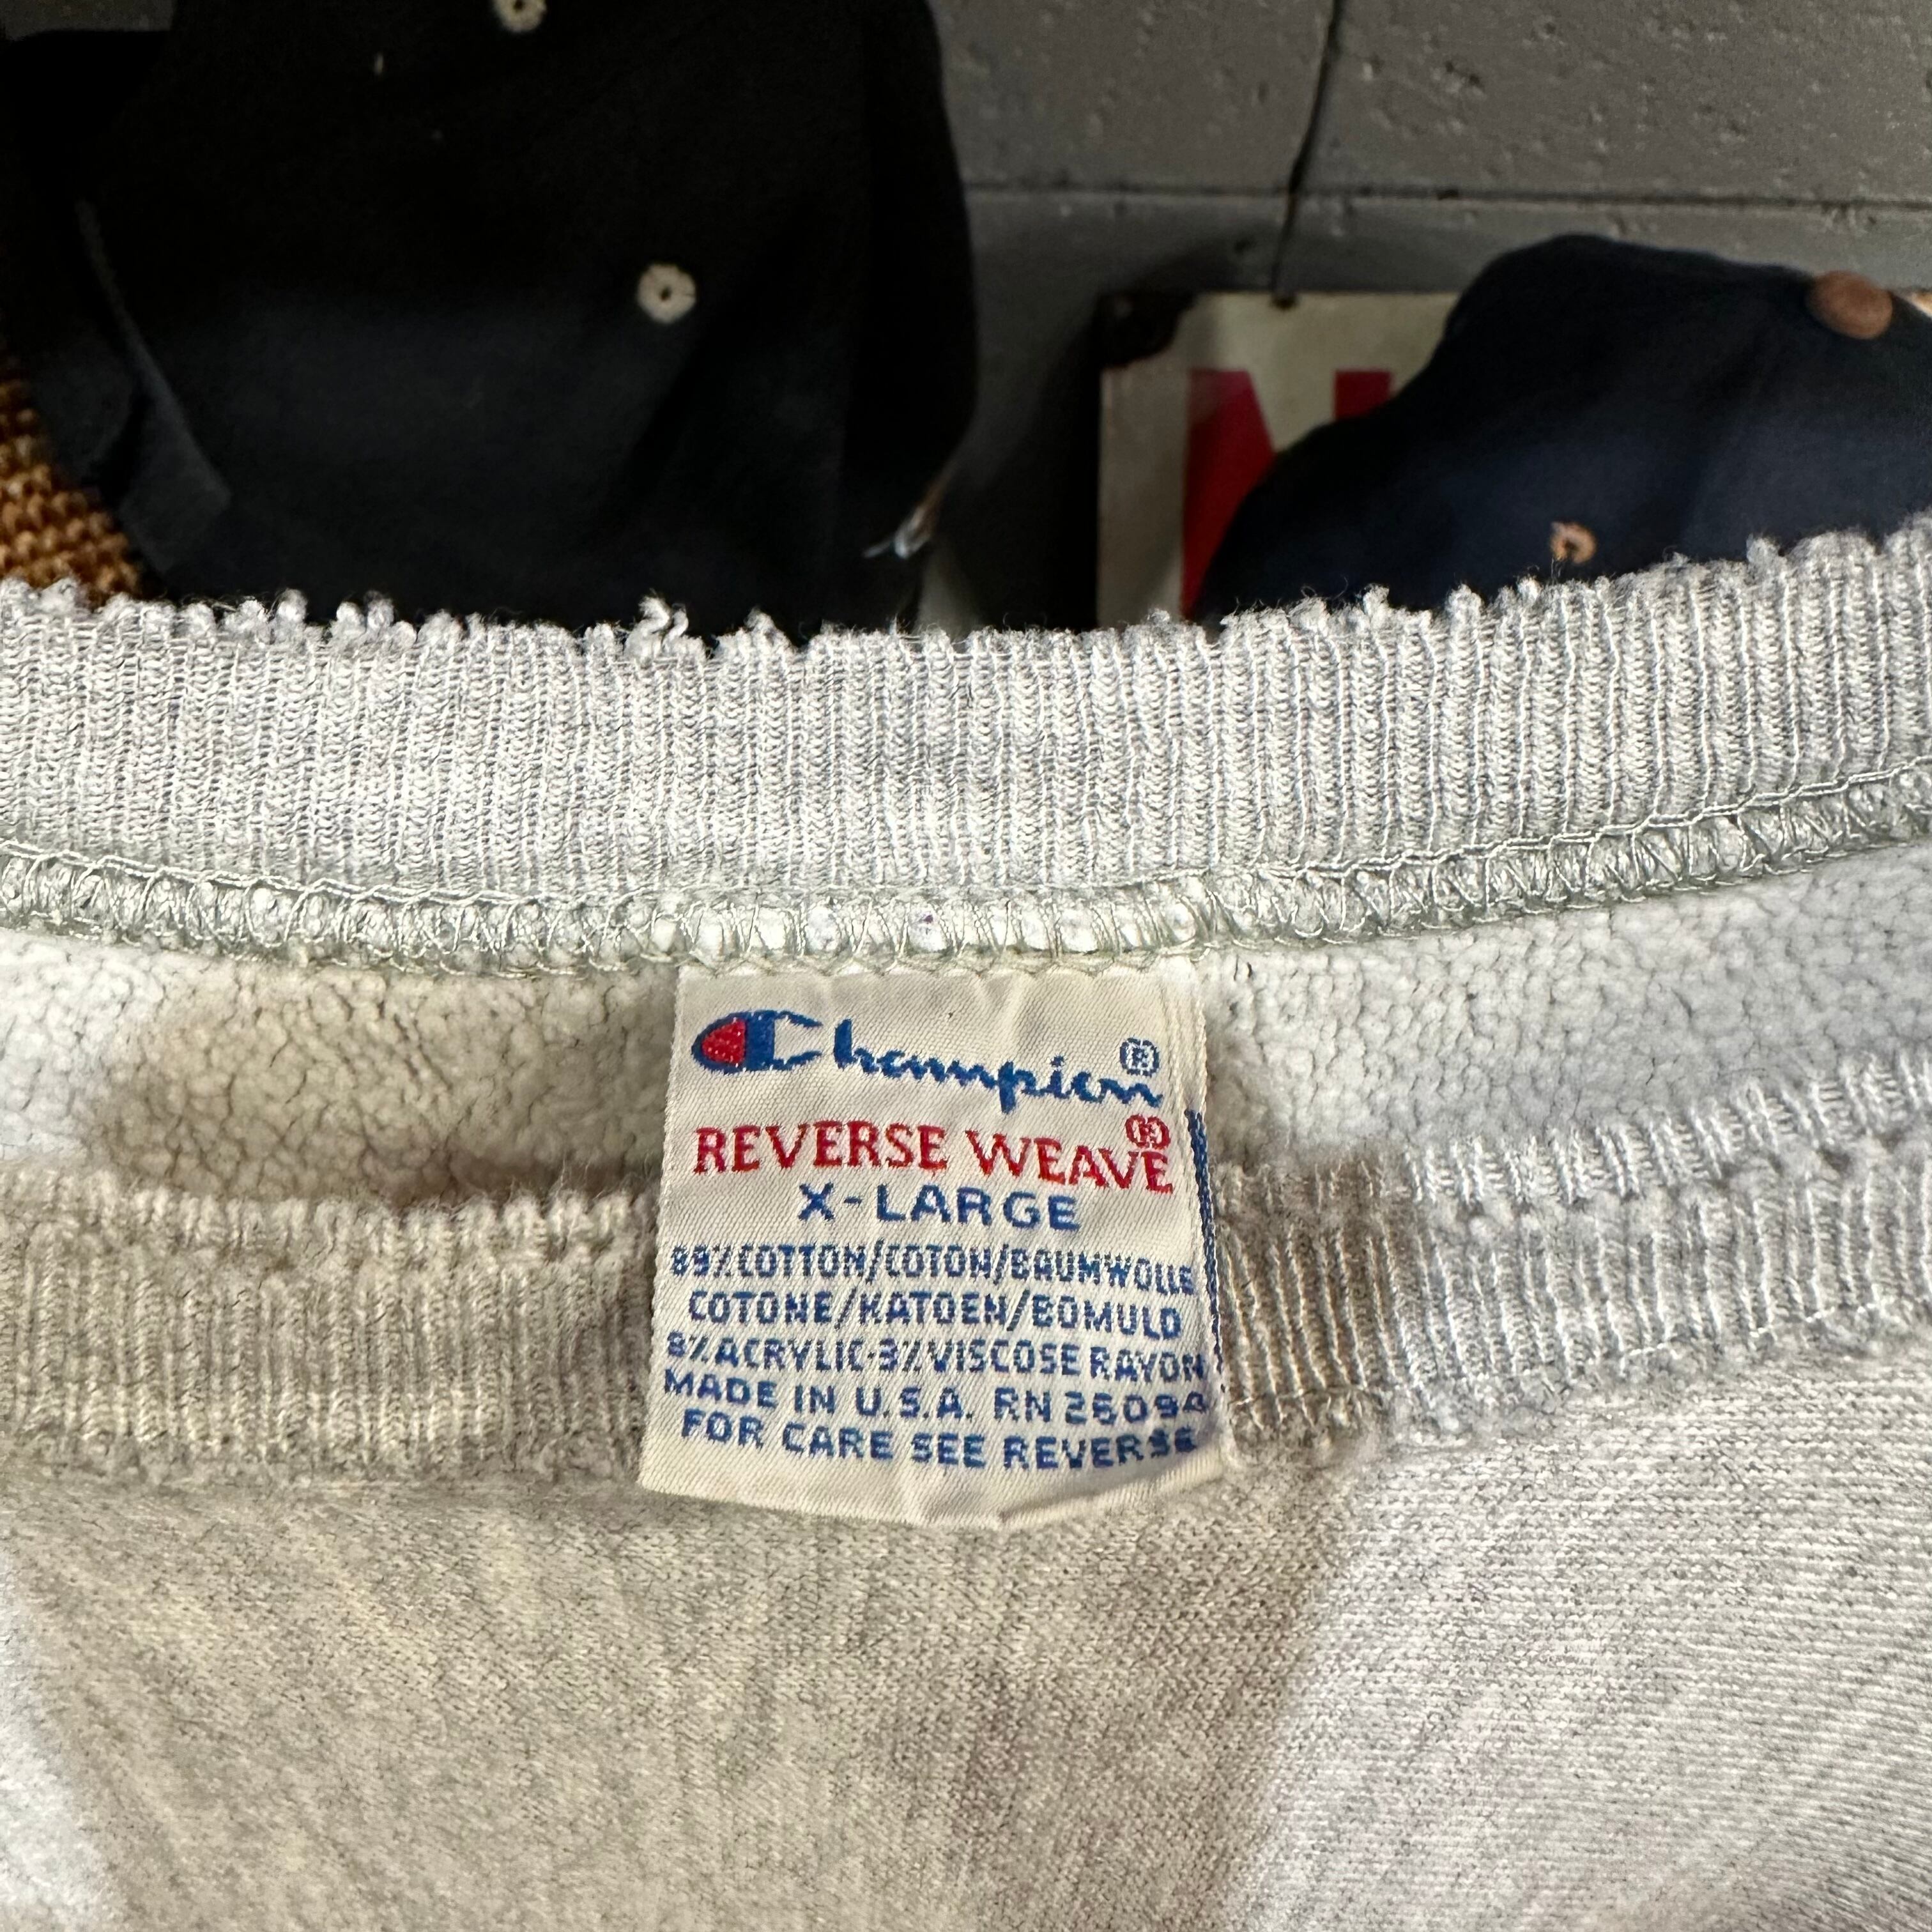 Champion®
REVERSE WEAVE®
X-LARGE
89%COTTON/COTON/BAUMWOLLE
COTONE/KATOEN/BOMULD
8%ACRYLIC-3%VISCOSE RAYON
MADE IN U.S.A. RN 26094
FOR CARE SEE REVERSE